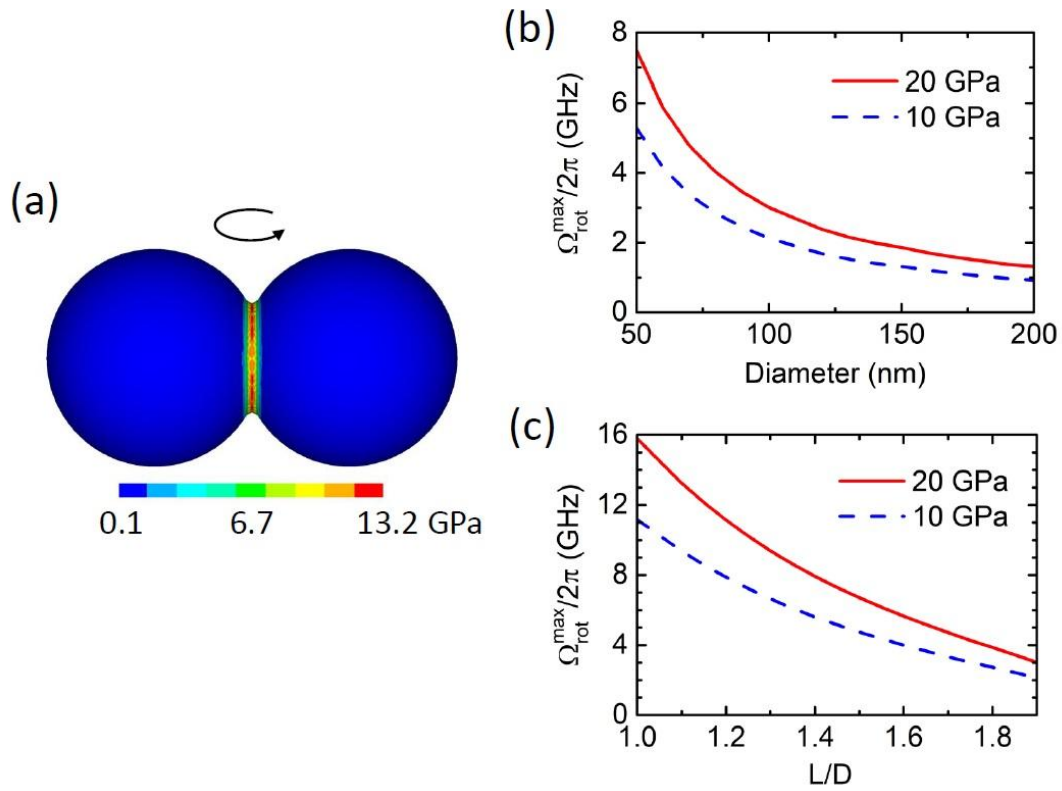 (a)
0.1 6.7 13.2 GPa
(b)
Ω_rot^max/2π (GHz)
8
6
4
2
0
20 GPa
10 GPa
50 100 150 200
Diameter (nm)
(c)
Ω_rot^max/2π (GHz)
16
12
8
4
0
20 GPa
10 GPa
1.0 1.2 1.4 1.6 1.8
L/D